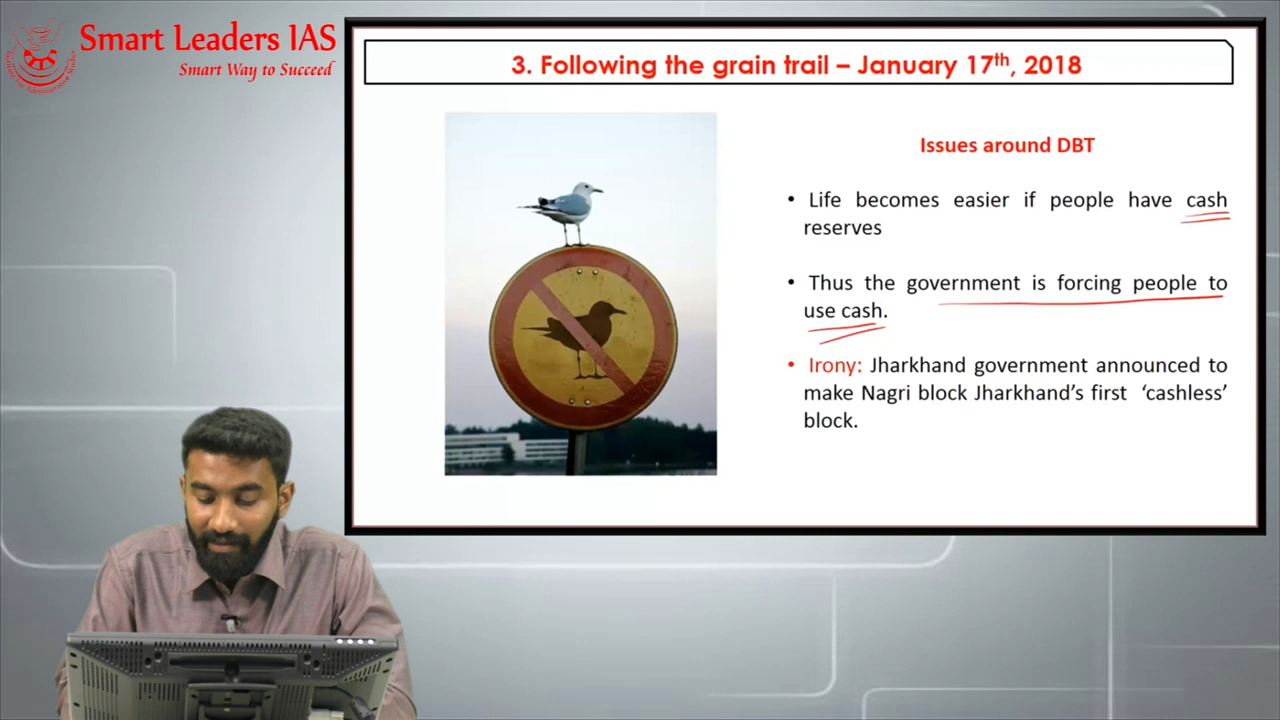 Smart Leaders IAS
Smart Way to Succeed
3. Following the grain trail – January 17th, 2018
Issues around DBT
• Life becomes easier if people have cash
reserves
• Thus the government is forcing people to
use cash.
• Irony: Jharkhand government announced to
make Nagri block Jharkhand’s first ‘cashless’
block.